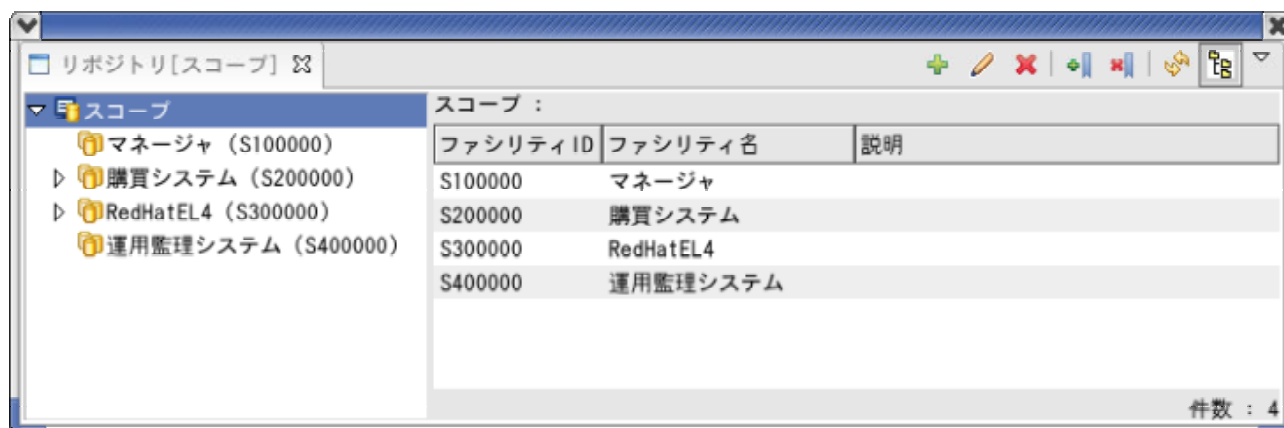 リポジトリ[スコープ]
スコープ
マネージャ (S100000)
購買システム (S200000)
RedHatEL4 (S300000)
運用監理システム (S400000)
スコープ :
ファシリティID ファシリティ名 説明
S100000 マネージャ
S200000 購買システム
S300000 RedHatEL4
S400000 運用監理システム
件数 : 4